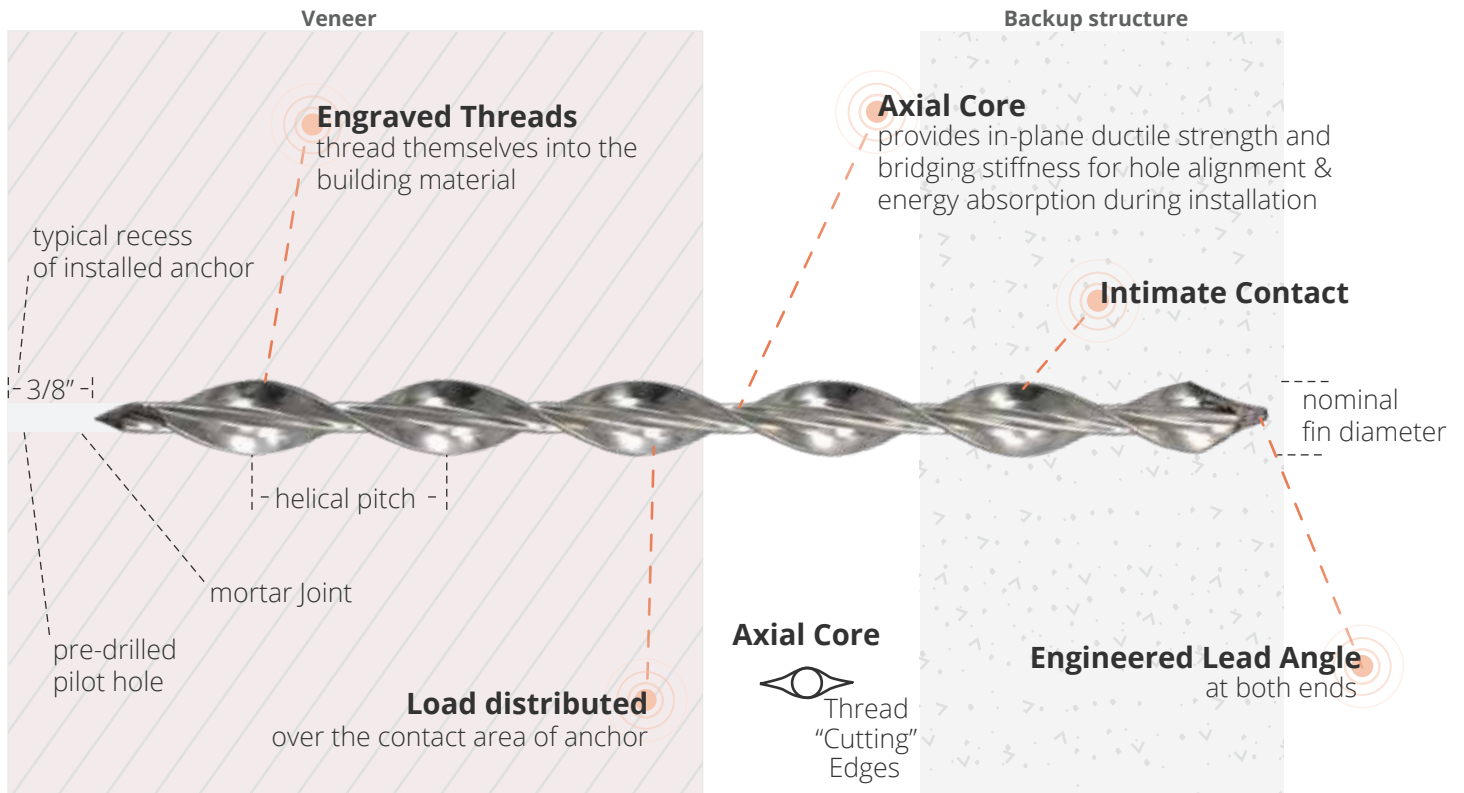 Veneer
Backup structure
Engraved Threads
thread themselves into the
building material
Axial Core
provides in-plane ductile strength and
bridging stiffness for hole alignment &
energy absorption during installation
typical recess
of installed anchor
Intimate Contact
3/8”
nominal
fin diameter
helical pitch
mortar Joint
pre-drilled
pilot hole
Load distributed
over the contact area of anchor
Axial Core
Thread
“Cutting”
Edges
Engineered Lead Angle
at both ends